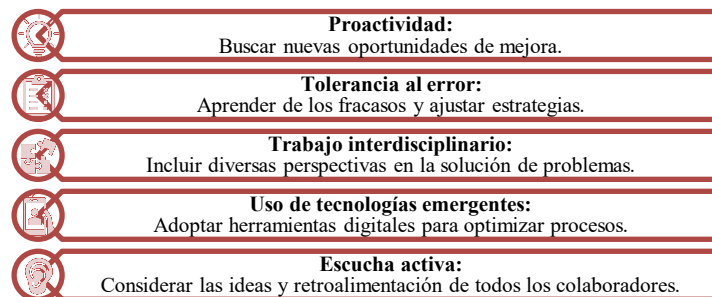 Proactividad:
Buscar nuevas oportunidades de mejora.
Tolerancia al error:
Aprender de los fracasos y ajustar estrategias.
Trabajo interdisciplinario:
Incluir diversas perspectivas en la solución de problemas.
Uso de tecnologías emergentes:
Adoptar herramientas digitales para optimizar procesos.
Escucha activa:
Considerar las ideas y retroalimentación de todos los colaboradores.